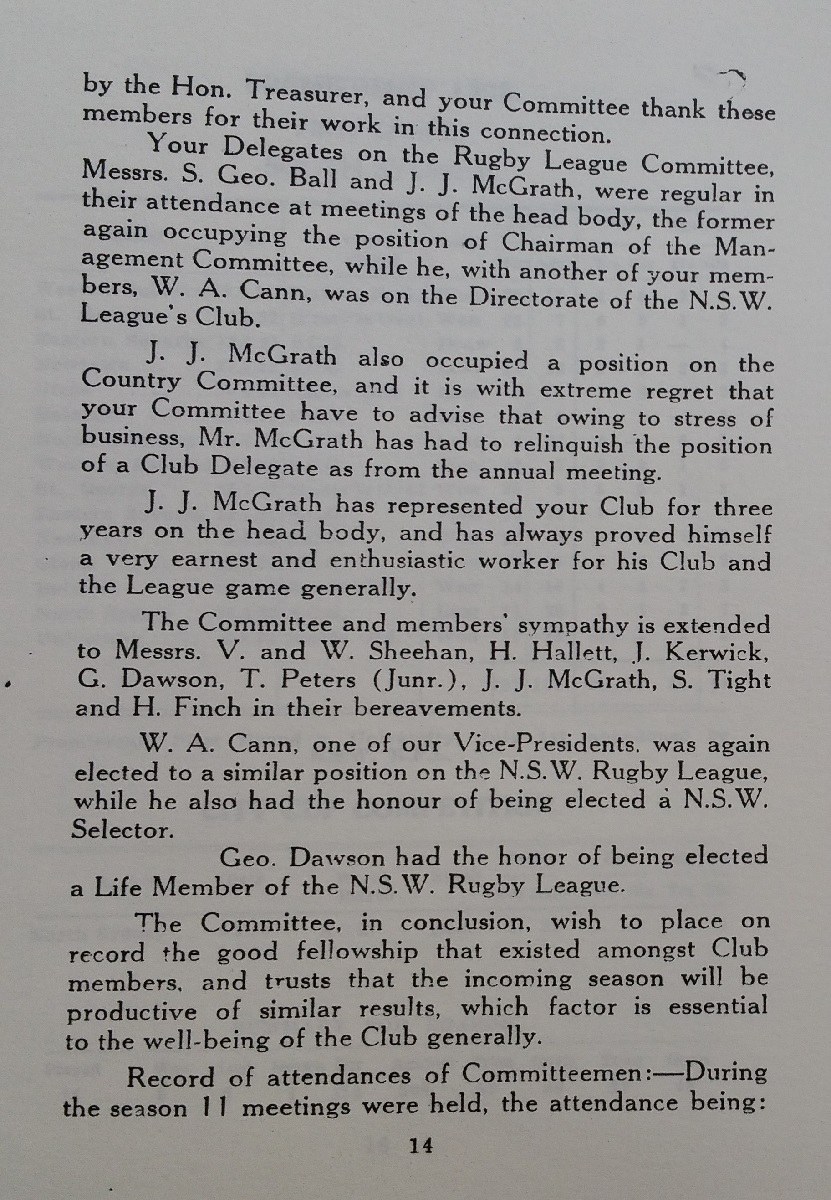 by the Hon. Treasurer, and your Committee thank these
members for their work in this connection.
Your Delegates on the Rugby League Committee,
Messrs. S. Geo. Ball and J. J. McGrath, were regular in
their attendance at meetings of the head body, the former
again occupying the position of Chairman of the Man-
agement Committee, while he, with another of your mem-
bers, W. A. Cann, was on the Directorate of the N.S.W.
League's Club.
J. J. McGrath also occupied a position on the
Country Committee, and it is with extreme regret that
your Committee have to advise that owing to stress of
business, Mr. McGrath has had to relinquish the position
of a Club Delegate as from the annual meeting.
J. J. McGrath has represented your Club for three
years on the head body, and has always proved himself
a very earnest and enthusiastic worker for his Club and
the League game generally.
The Committee and members' sympathy is extended
to Messrs. V. and W. Sheehan, H. Hallett, J. Kerwick,
G. Dawson, T. Peters (Junr.), J. J. McGrath, S. Tight
and H. Finch in their bereavements.
W. A. Cann, one of our Vice-Presidents, was again
elected to a similar position on the N.S.W. Rugby League,
while he also had the honour of being elected a N.S.W.
Selector.
Geo. Dawson had the honor of being elected
a Life Member of the N.S.W. Rugby League.
The Committee, in conclusion, wish to place on
record the good fellowship that existed amongst Club
members, and trusts that the incoming season will be
productive of similar results, which factor is essential
to the well-being of the Club generally.
Record of attendances of Committeemen:—During
the season 11 meetings were held, the attendance being:
14